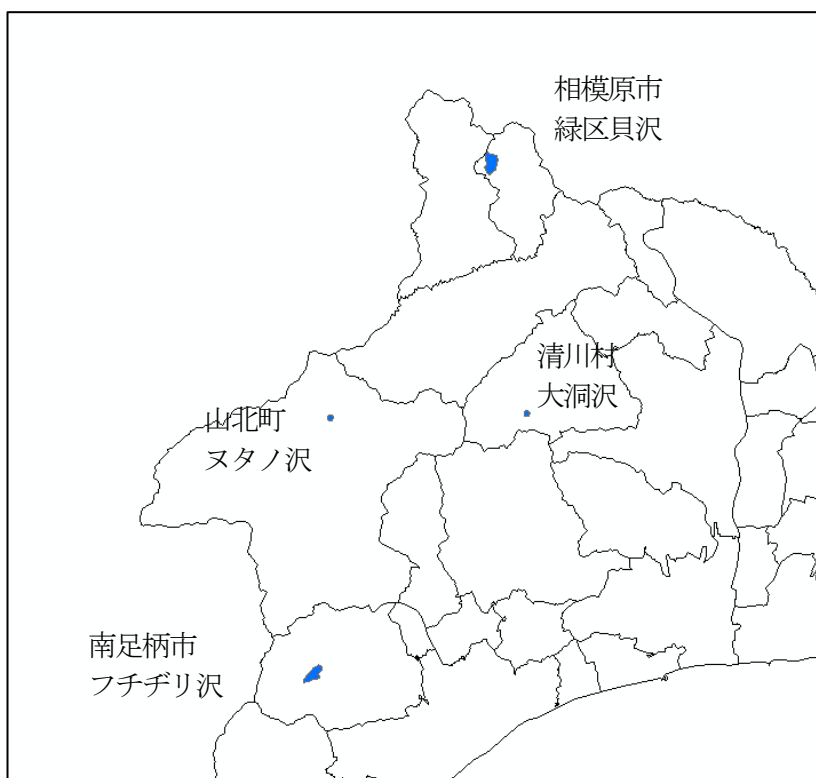 相模原市
緑区貝沢
清川村
大洞沢
山北町
ヌタノ沢
南足柄市
フチヂリ沢